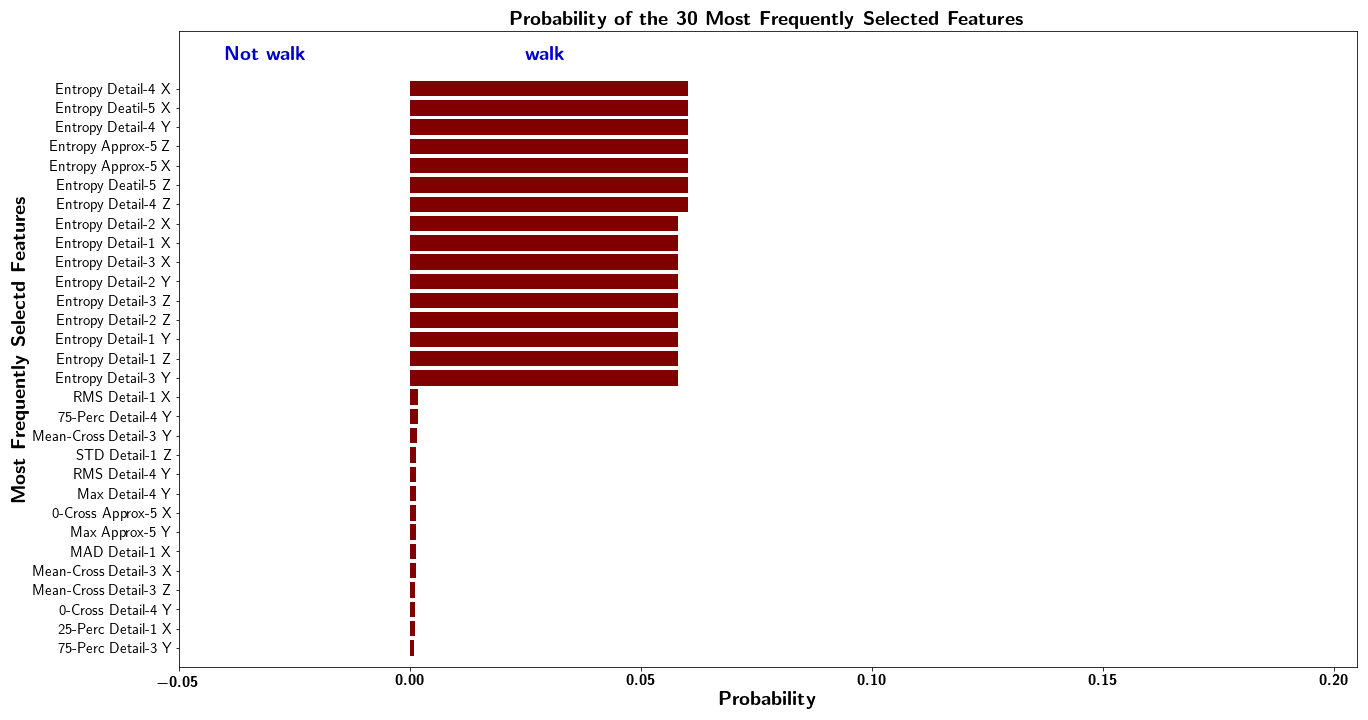 Probability of the 30 Most Frequently Selected Features
Not walk
walk
Most Frequently Selectd Features
Entropy Detail-4 X
Entropy Deatil-5 X
Entropy Detail-4 Y
Entropy Approx-5 Z
Entropy Approx-5 X
Entropy Deatil-5 Z
Entropy Detail-4 Z
Entropy Detail-2 X
Entropy Detail-1 X
Entropy Detail-3 X
Entropy Detail-2 Y
Entropy Detail-3 Z
Entropy Detail-2 Z
Entropy Detail-1 Y
Entropy Detail-1 Z
Entropy Detail-3 Y
RMS Detail-1 X
75-Perc Detail-4 Y
Mean-Cross Detail-3 Y
STD Detail-1 Z
RMS Detail-4 Y
Max Detail-4 Y
0-Cross Approx-5 X
Max Approx-5 Y
MAD Detail-1 X
Mean-Cross Detail-3 X
Mean-Cross Detail-3 Z
0-Cross Detail-4 Y
25-Perc Detail-1 X
75-Perc Detail-3 Y
−0.05 0.00 0.05 0.10 0.15 0.20
Probability